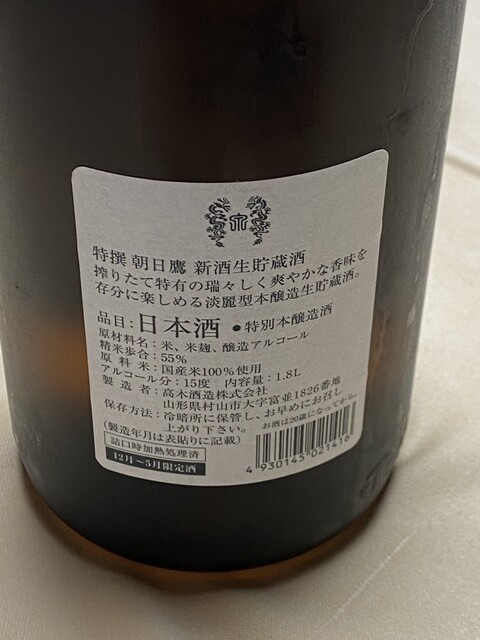 特撰 朝日鷹 新酒生貯蔵酒
搾りたて特有の瑞々しく爽やかな香味を
存分に楽しめる淡麗型本醸造生貯蔵酒。
品目:日本酒 ●特別本醸造酒
原材料名:米、米麹、醸造アルコール
精米歩合:55%
原料米:国産米100%使用
アルコール分:15度 内容量:1.8L
製造者:高木酒造株式会社
山形県村山市大字富並1826番地
保存方法:冷暗所に保管し、お早めにお召し
上がり下さい。 お酒は20歳になってから。
(製造年月は表貼りに記載)
詰口時加熱処理済
12月〜5月限定酒
4 930145 021416